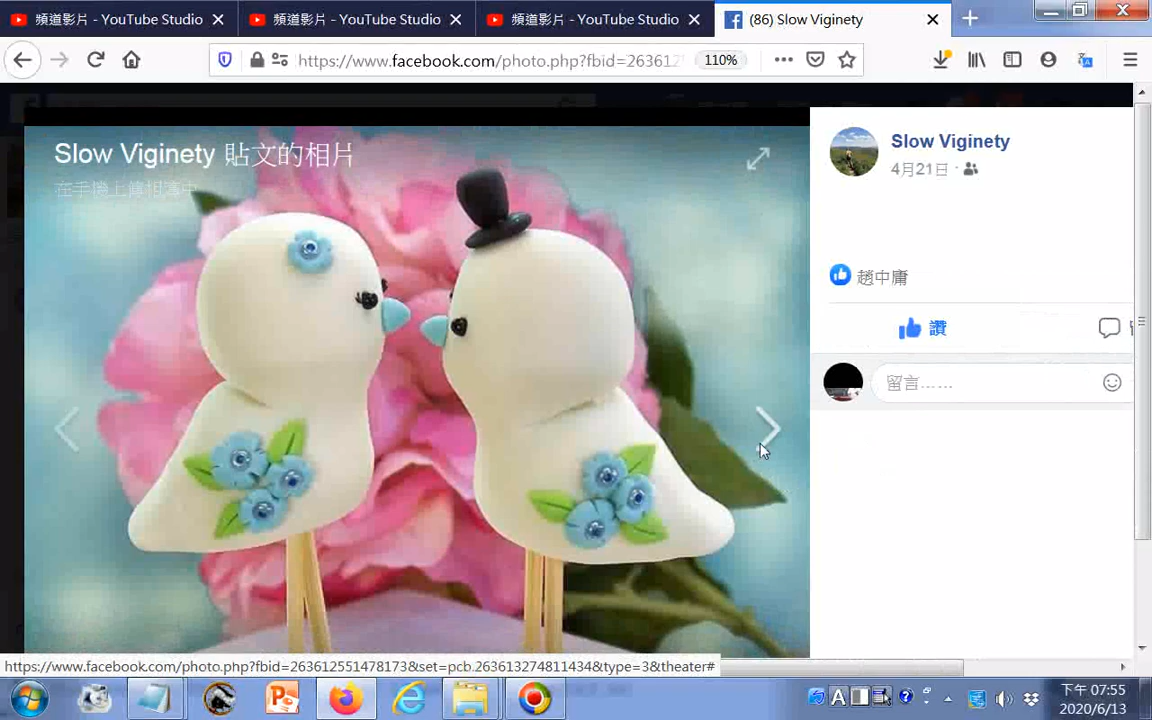 頻道影片 - YouTube Studio
頻道影片 - YouTube Studio
頻道影片 - YouTube Studio
(86) Slow Viginety
https://www.facebook.com/photo.php?fbid=263612
110%
Slow Viginety 貼文的相片
在手機上傳相簿中
Slow Viginety
4月21日
趙中庸
讚
留言……
https://www.facebook.com/photo.php?fbid=2636125514781738&set=pcb.263613274811434&type=3&theater#
下午 07:55
2020/6/13